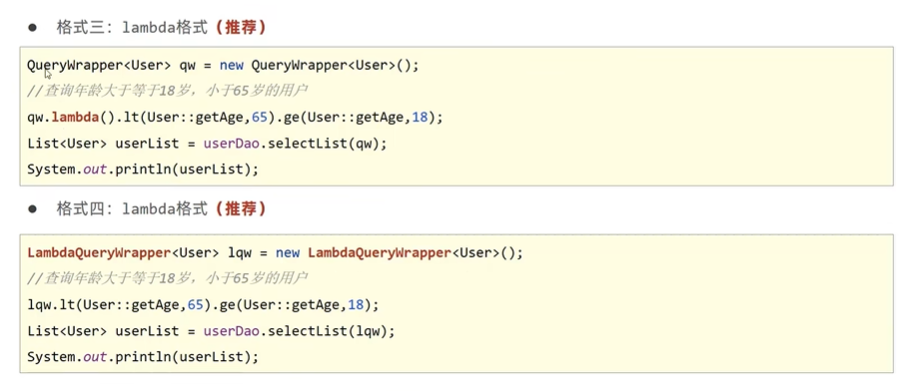 ● 格式三：lambda格式（推荐）
QueryWrapper<User> qw = new QueryWrapper<User>();
//查询年龄大于等于18岁，小于65岁的用户
qw.lambda().lt(User::getAge,65).ge(User::getAge,18);
List<User> userList = userDao.selectList(qw);
System.out.println(userList);
● 格式四：lambda格式（推荐）
LambdaQueryWrapper<User> lqw = new LambdaQueryWrapper<User>();
//查询年龄大于等于18岁，小于65岁的用户
lqw.lt(User::getAge,65).ge(User::getAge,18);
List<User> userList = userDao.selectList(lqw);
System.out.println(userList);